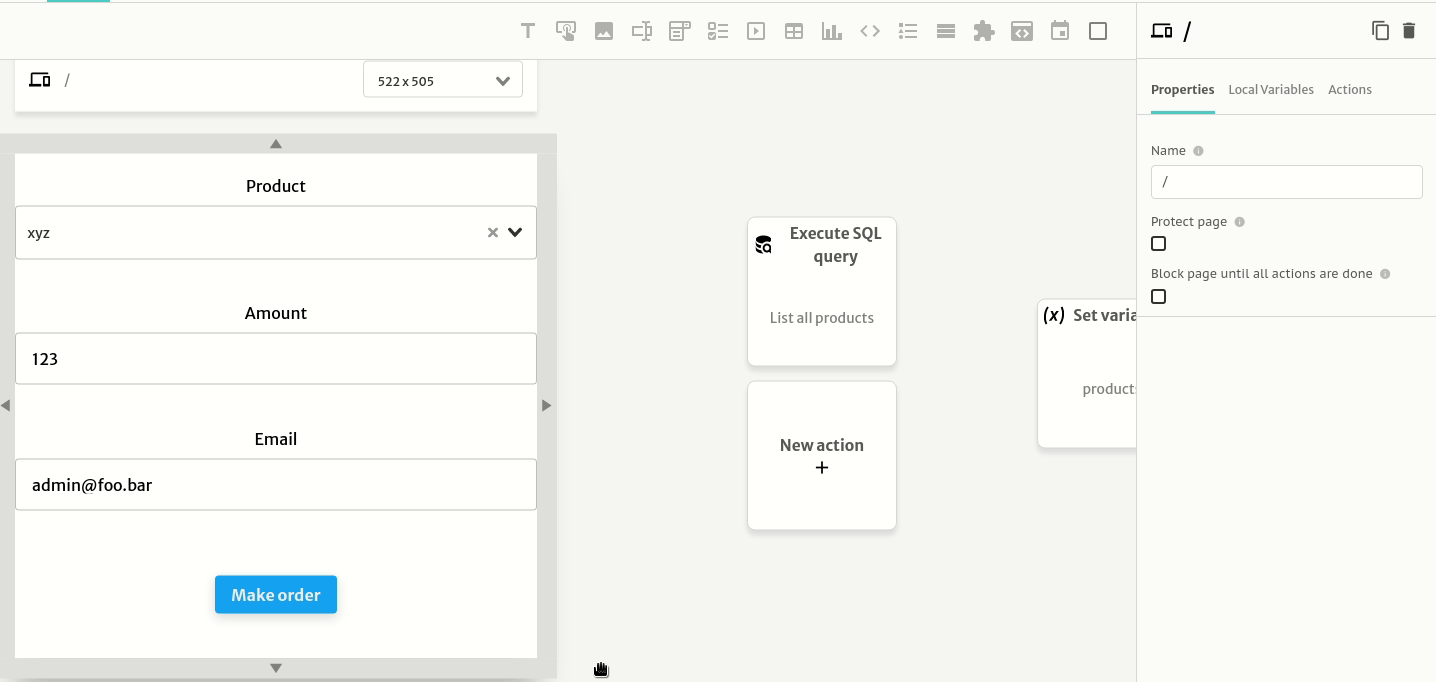 T
/
/
522 x 505
Properties Local Variables Actions
Name
/
Protect page
Block page until all actions are done
Product
xyz
Amount
123
Email
admin@foo.bar
Make order
Execute SQL
query
List all products
New action
+
(x) Set varia
products